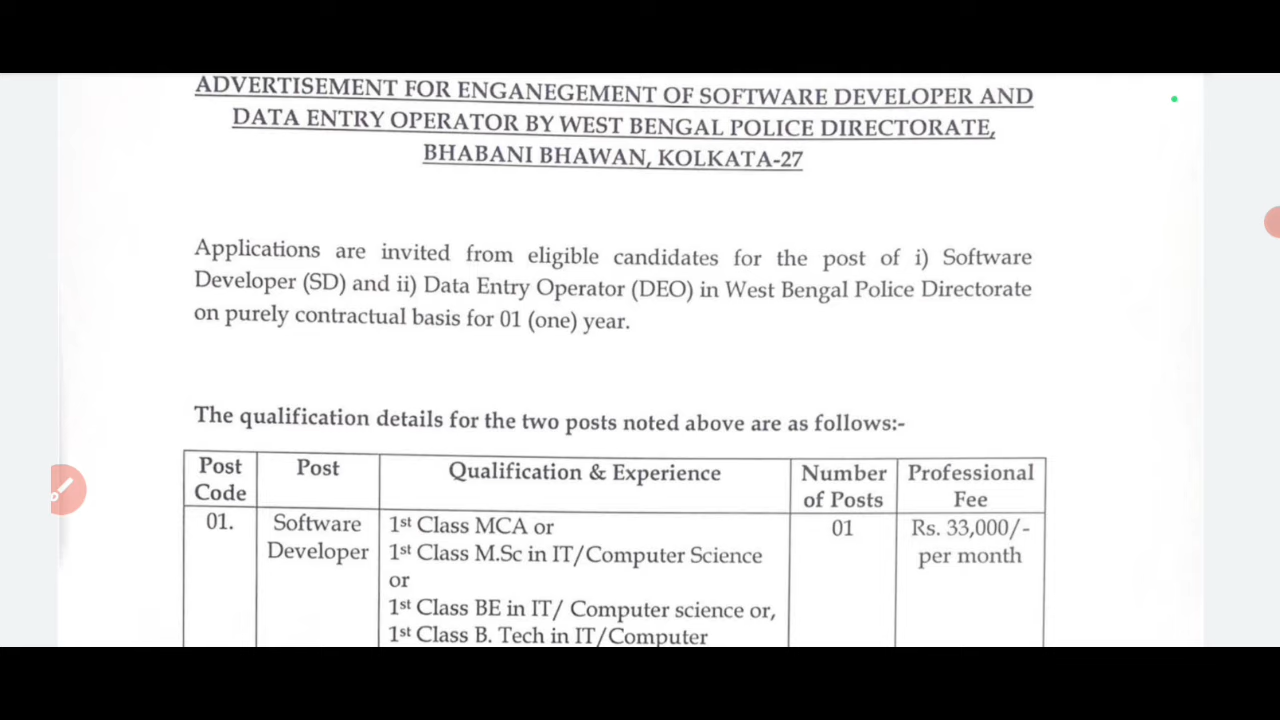 ADVERTISEMENT FOR ENGANEGEMENT OF SOFTWARE DEVELOPER AND
DATA ENTRY OPERATOR BY WEST BENGAL POLICE DIRECTORATE,
BHABANI BHAWAN, KOLKATA-27
Applications are invited from eligible candidates for the post of i) Software
Developer (SD) and ii) Data Entry Operator (DEO) in West Bengal Police Directorate
on purely contractual basis for 01 (one) year.
The qualification details for the two posts noted above are as follows:-
Post Code
Post
Qualification & Experience
Number of Posts
Professional Fee
01.
Software
Developer
1st Class MCA or
1st Class M.Sc in IT/Computer Science
or
1st Class BE in IT/ Computer science or,
1st Class B. Tech in IT/Computer
01
Rs. 33,000/-
per month